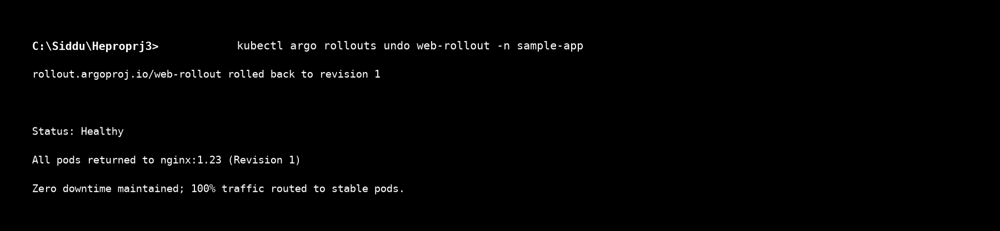 C:\Siddu\Heproprj3> kubectl argo rollouts undo web-rollout -n sample-app
rollout.argoproj.io/web-rollout rolled back to revision 1
Status: Healthy
All pods returned to nginx:1.23 (Revision 1)
Zero downtime maintained; 100% traffic routed to stable pods.